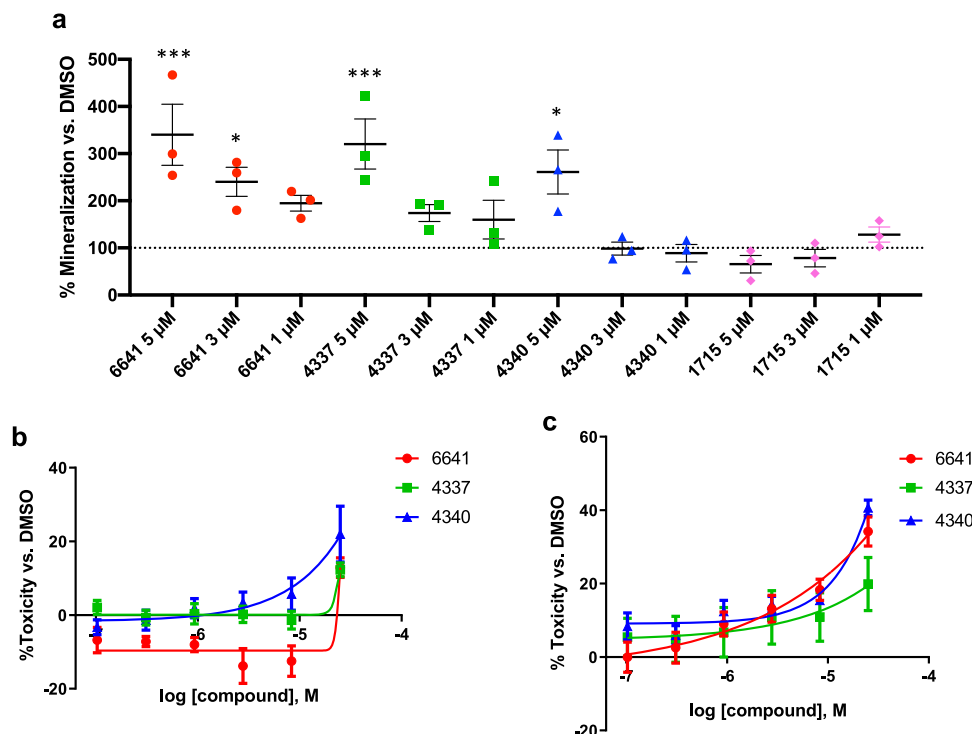 a
% Mineralization vs. DMSO
500
400
300
200
100
0
***
*
***
*
6641 5 µM
6641 3 µM
6641 1 µM
4337 5 µM
4337 3 µM
4337 1 µM
4340 5 µM
4340 3 µM
4340 1 µM
1715 5 µM
1715 3 µM
1715 1 µM
b
%Toxicity vs. DMSO
40
20
0
-20
-7
-6
-5
-4
log [compound], M
6641
4337
4340
c
% Toxicity vs. DMSO
60
40
20
0
-20
-7
-6
-5
-4
log [compound], M
6641
4337
4340